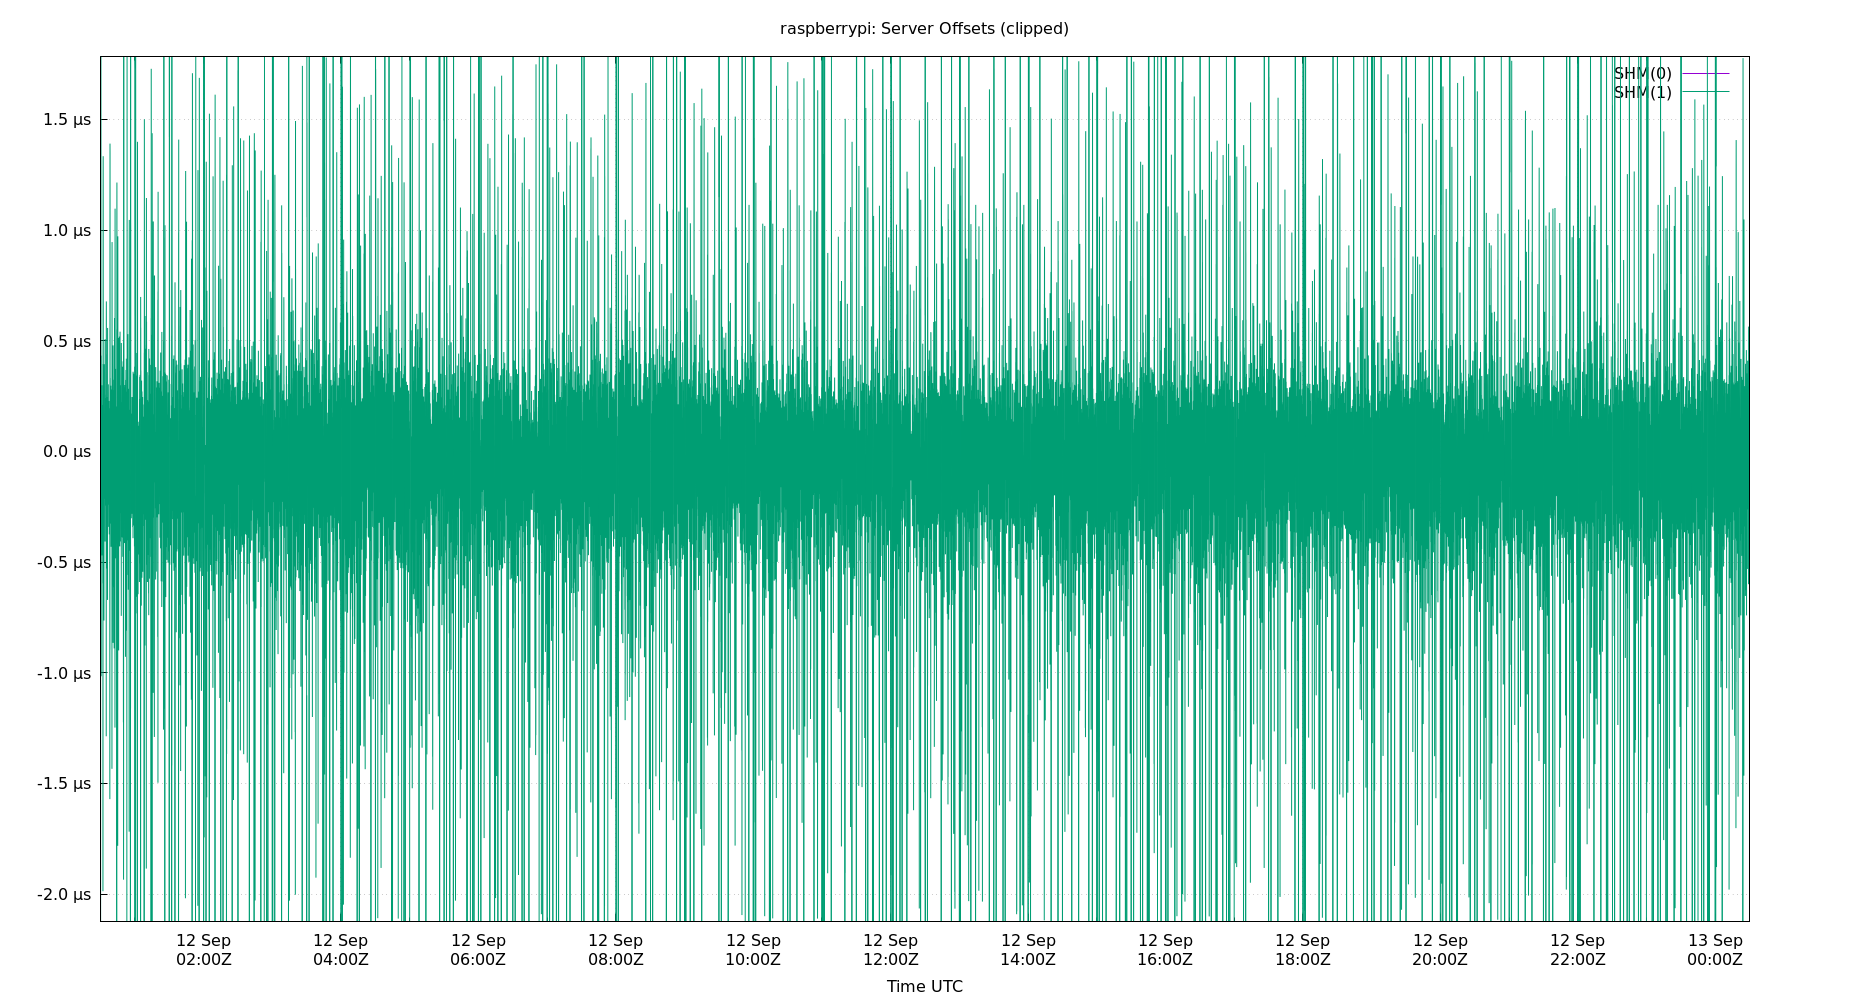 raspberrypi: Server Offsets (clipped)
SHM(0)
SHM(1)
1.5 µs
1.0 µs
0.5 µs
0.0 µs
-0.5 µs
-1.0 µs
-1.5 µs
-2.0 µs
12 Sep 12 Sep 12 Sep 12 Sep 12 Sep 12 Sep 12 Sep 12 Sep 12 Sep 12 Sep 12 Sep 13 Sep
02:00Z 04:00Z 06:00Z 08:00Z 10:00Z 12:00Z 14:00Z 16:00Z 18:00Z 20:00Z 22:00Z 00:00Z
Time UTC